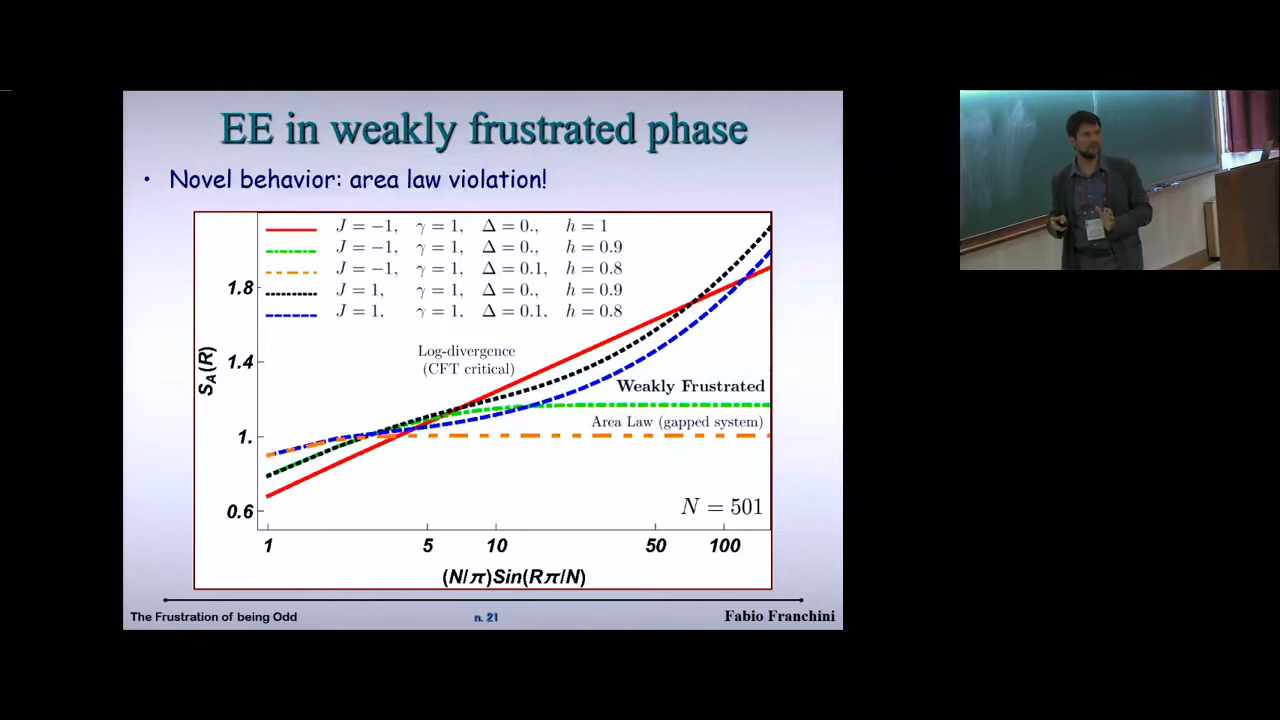 EE in weakly frustrated phase
• Novel behavior: area law violation!
J = −1, γ = 1, Δ = 0., h = 1
J = −1, γ = 1, Δ = 0., h = 0.9
J = −1, γ = 1, Δ = 0.1, h = 0.8
J = 1, γ = 1, Δ = 0., h = 0.9
J = 1, γ = 1, Δ = 0.1, h = 0.8
1.8
1.4
1.
0.6
S_A(R)
Log-divergence
(CFT critical)
Weakly Frustrated
Area Law (gapped system)
N = 501
1 5 10 50 100
(N/π)Sin(Rπ/N)
The Frustration of being Odd n. 21 Fabio Franchini